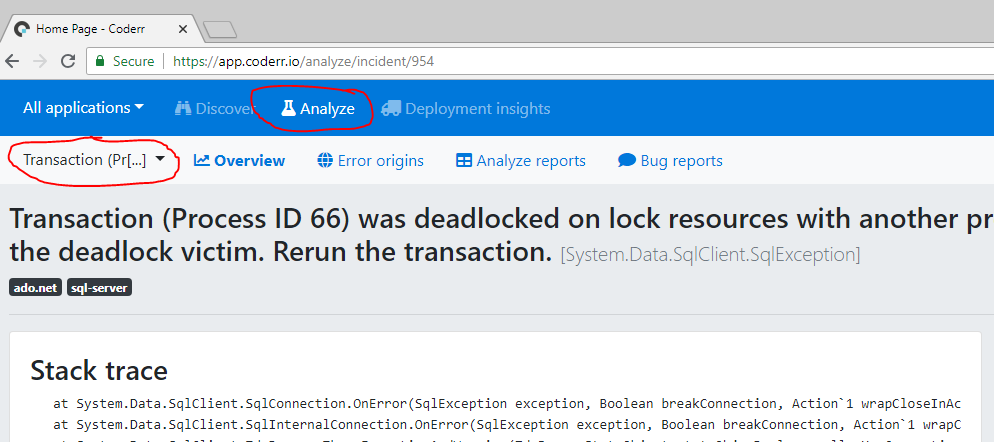 Home Page - Coderr
Secure https://app.coderr.io/analyze/incident/954
All applications Discover Analyze Deployment insights
Transaction (Pr[...] Overview Error origins Analyze reports Bug reports
Transaction (Process ID 66) was deadlocked on lock resources with another pr
the deadlock victim. Rerun the transaction. [System.Data.SqlClient.SqlException]
ado.net sql-server
Stack trace
at System.Data.SqlClient.SqlConnection.OnError(SqlException exception, Boolean breakConnection, Action`1 wrapCloseInAc
at System.Data.SqlClient.SqlInternalConnection.OnError(SqlException exception, Boolean breakConnection, Action`1 wrapC